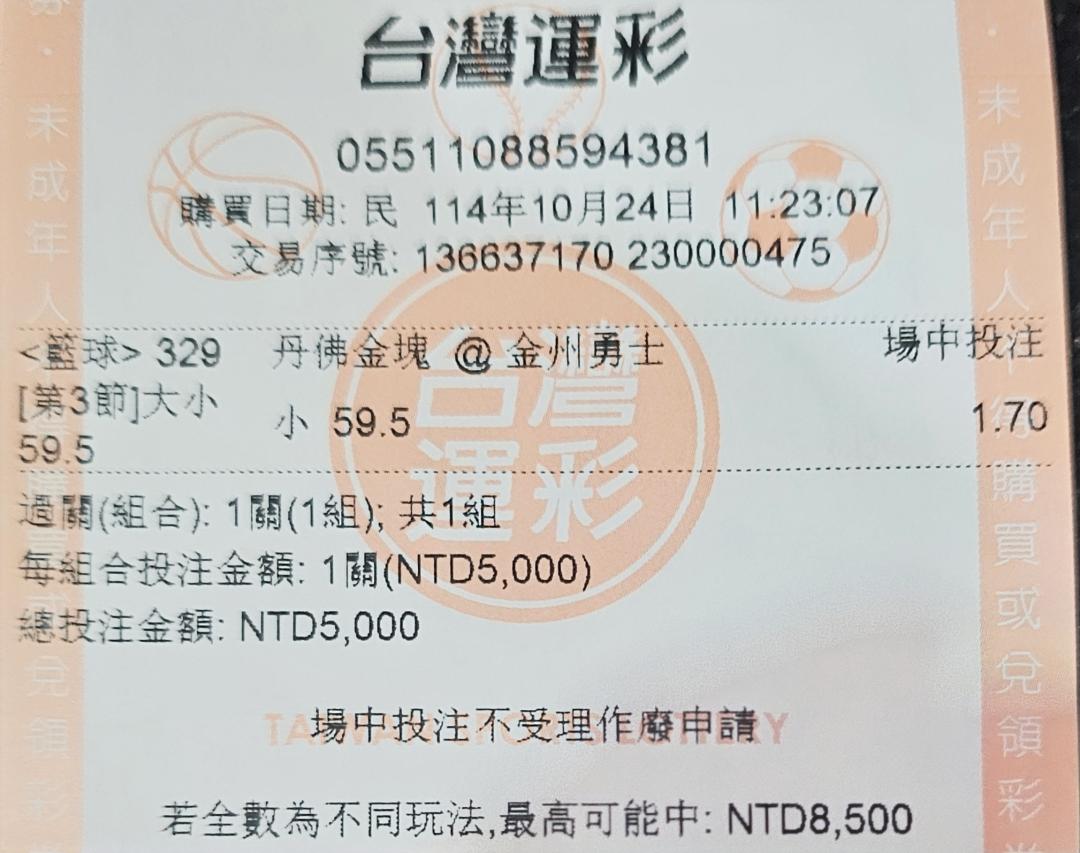 台灣運彩
05511088594381
購買日期: 民 114年10月24日 11:23:07
交易序號: 136637170 230000475
<籃球> 329 丹佛金塊 @ 金州勇士 場中投注
[第3節]大小 小 59.5 1.70
59.5
過關(組合): 1關(1組); 共1組
每組合投注金額: 1關(NTD5,000)
總投注金額: NTD5,000
場中投注不受理作廢申請
若全數為不同玩法,最高可能中: NTD8,500
台灣
運彩
未成年人
未成年人
購買或兌領彩